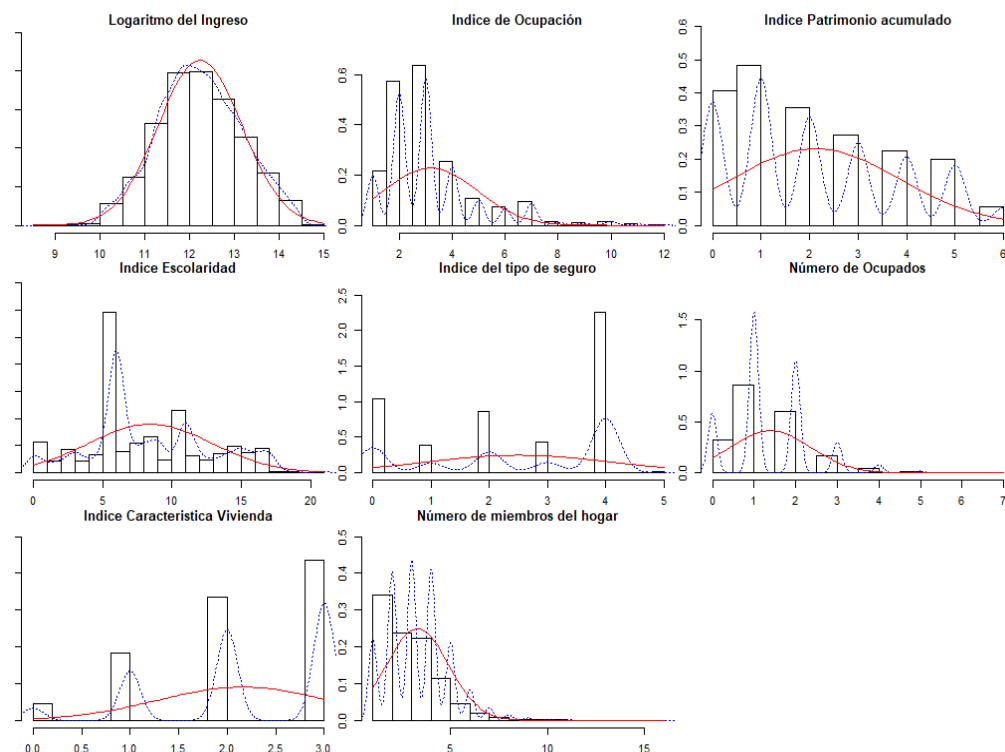 Logaritmo del Ingreso
9 10 11 12 13 14 15
Indice de Ocupación
0.0 0.2 0.4 0.6
2 4 6 8 10 12
Indice Patrimonio acumulado
0.0 0.1 0.2 0.3 0.4 0.5 0.6
0 1 2 3 4 5 6
Indice Escolaridad
0 5 10 15 20
Indice del tipo de seguro
0.0 0.5 1.0 1.5 2.0 2.5
0 1 2 3 4 5
Número de Ocupados
0.0 0.5 1.0 1.5
0 1 2 3 4 5 6 7
Indice Caracteristica Vivienda
0.0 0.5 1.0 1.5 2.0 2.5 3.0
Número de miembros del hogar
0.0 0.1 0.2 0.3 0.4 0.5
5 10 15